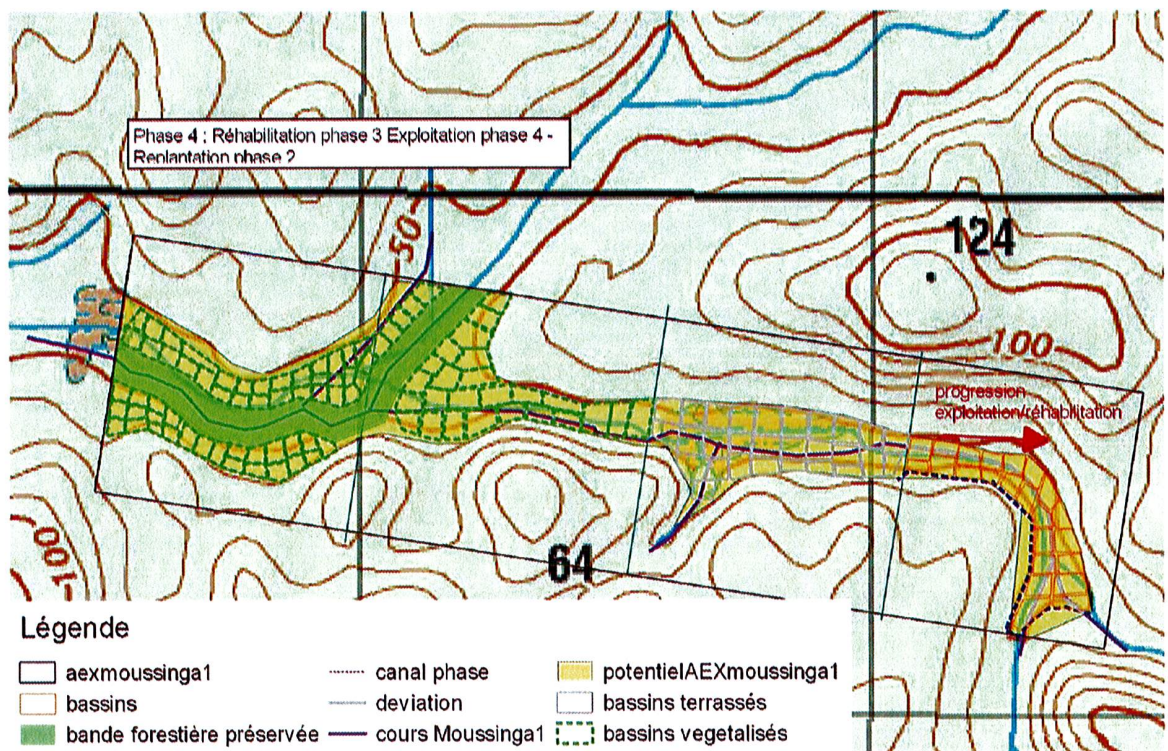 Phase 4 : Réhabilitation phase 3 Exploitation phase 4 -
Replantation phase 2
50
124
100
progression
exploitation/réhabilitation
64
100
Légende
aexmoussinga1
bassins
bande forestière préservée
canal phase
deviation
cours Moussinga1
potentielAEXmoussinga1
bassins terrassés
bassins vegetalisés